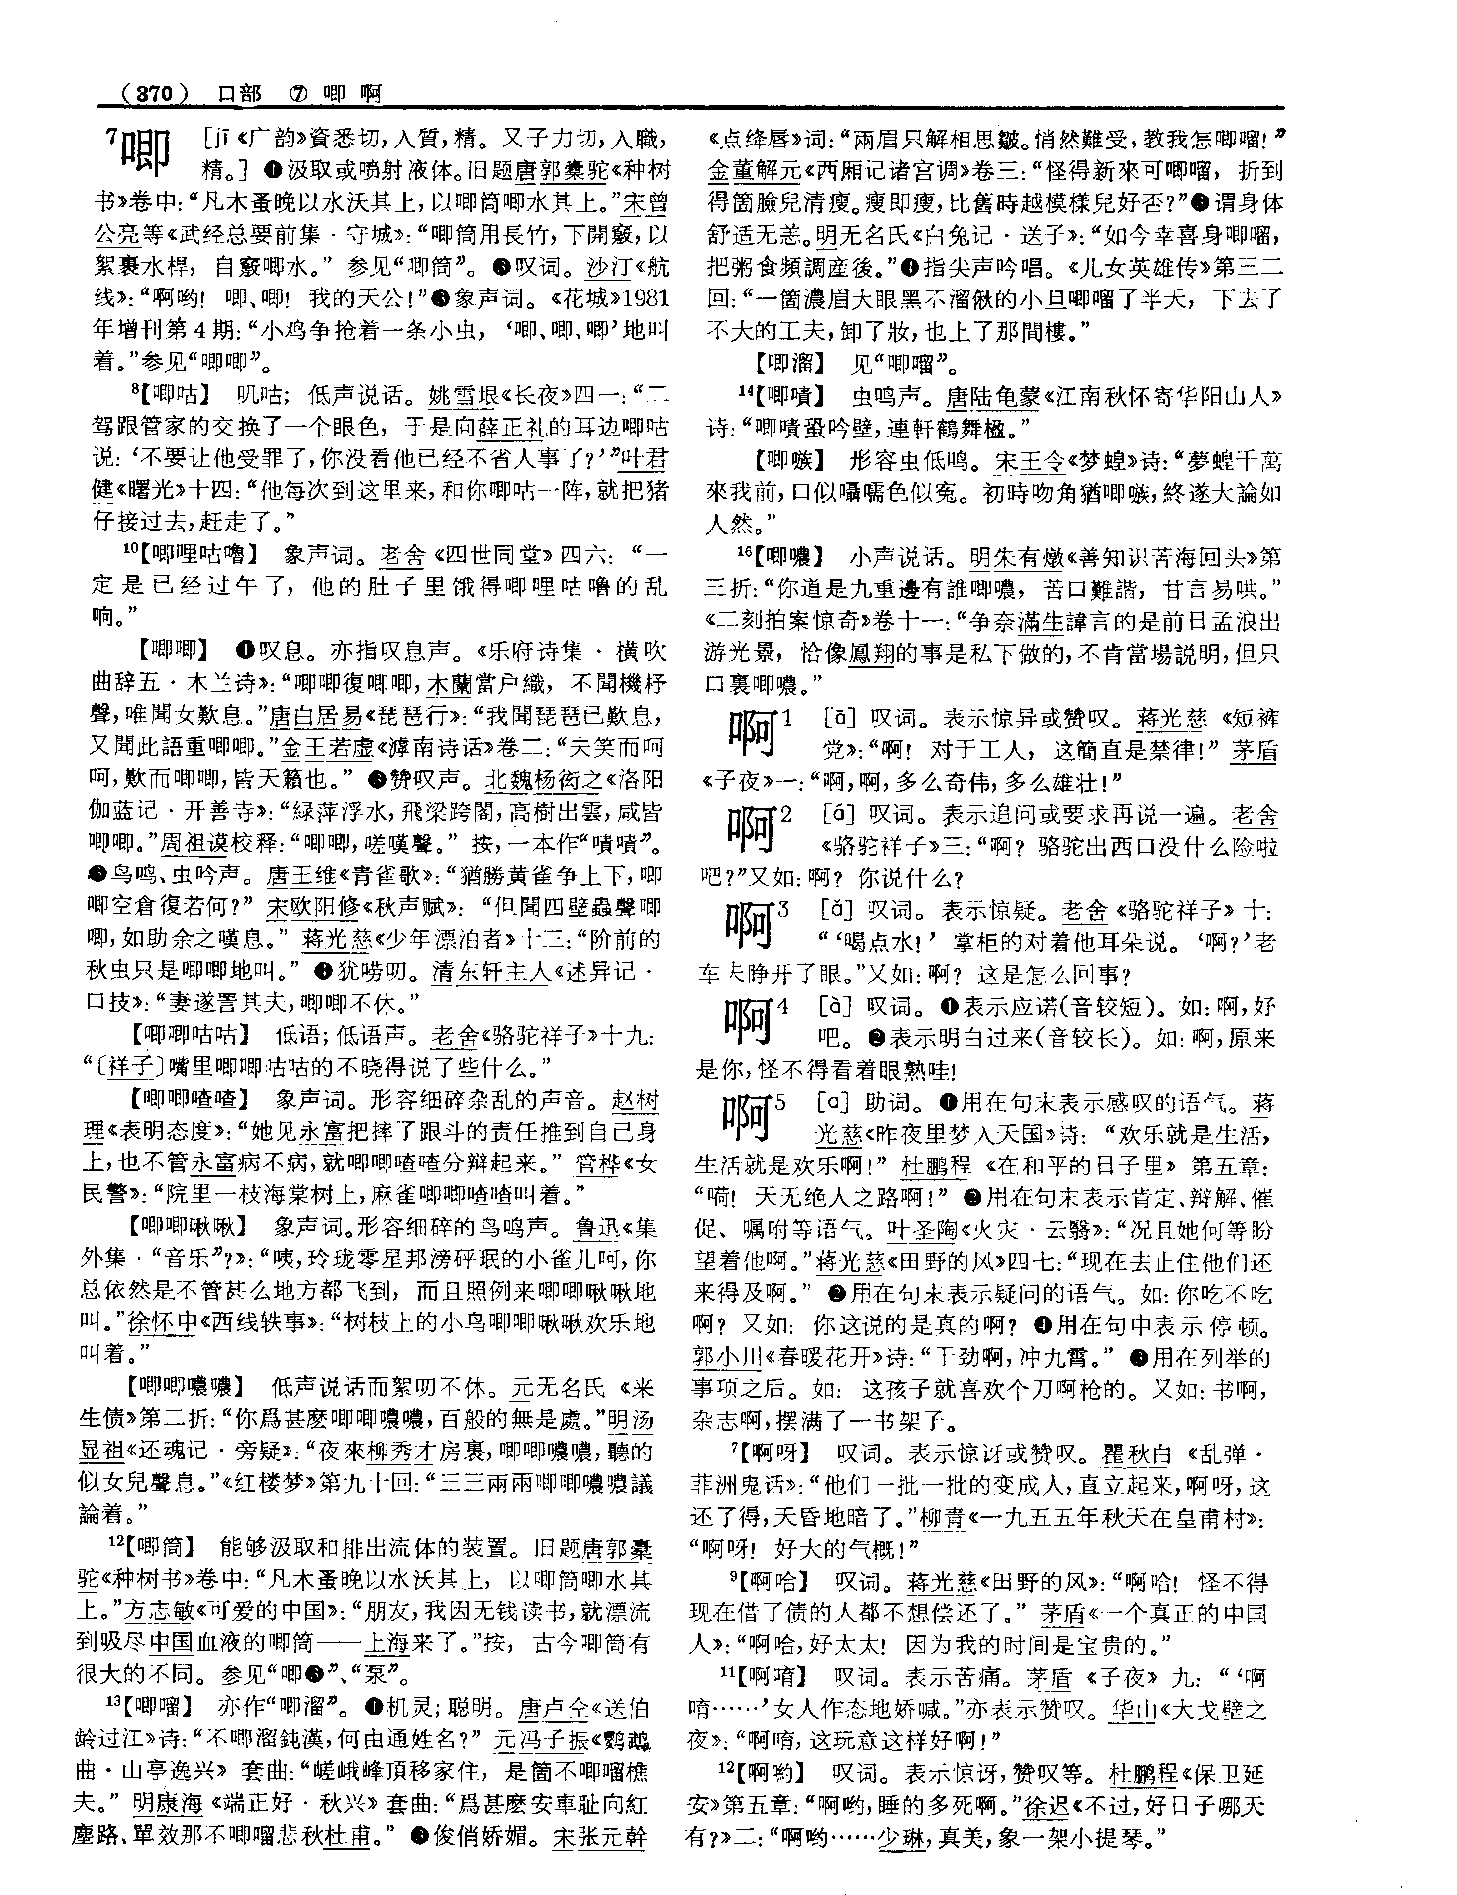 (370) 口部 ⑦ 唧 啊
⁷唧 [jī《广韵》資悉切,入質,精。又子力切,入職,
精。] ❶汲取或喷射液体。旧题唐郭橐驼《种树
书》卷中:“凡木蚤晚以水沃其上,以唧筒唧水其上。”宋曾
公亮等《武经总要前集·守城》:“唧筒用長竹,下開竅,以
絮裹水桿,自竅唧水。”参见“唧筒”。❷叹词。沙汀《航
线》:“啊哟!唧、唧!我的天公!”❸象声词。《花城》1981
年增刊第4期:“小鸡争抢着一条小虫,‘唧、唧、唧’地叫
着。”参见“唧唧”。
⁸【唧咕】 叽咕;低声说话。姚雪垠《长夜》四一:“二
驾跟管家的交换了一个眼色,于是向薛正礼的耳边唧咕
说:‘不要让他受罪了,你没看他已经不省人事了?’”叶君
健《曙光》十四:“他每次到这里来,和你唧咕一阵,就把猪
仔接过去,赶走了。”
¹⁰【唧哩咕噜】 象声词。老舍《四世同堂》四六:“一
定是已经过午了,他的肚子里饿得唧哩咕噜的乱
响。”
【唧唧】 ❶叹息。亦指叹息声。《乐府诗集·横吹
曲辞五·木兰诗》:“唧唧復唧唧,木蘭當户織,不聞機杼
聲,唯聞女歎息。”唐白居易《琵琶行》:“我聞琵琶已歎息,
又聞此語重唧唧。”金王若虚《滹南诗话》卷二:“天笑而呵
呵,歎而唧唧,皆天籟也。”❷赞叹声。北魏杨衒之《洛阳
伽蓝记·开善寺》:“緑萍浮水,飛梁跨閣,高樹出雲,咸皆
唧唧。”周祖谟校释:“唧唧,嗟嘆聲。”按,一本作“嘖嘖”。
❸鸟鸣、虫吟声。唐王维《青雀歌》:“猶勝黄雀争上下,唧
唧空倉復若何?”宋欧阳修《秋声赋》:“但聞四壁蟲聲唧
唧,如助余之嘆息。”蒋光慈《少年漂泊者》十三:“阶前的
秋虫只是唧唧地叫。”❹犹唠叨。清东轩主人《述异记·
口技》:“妻遂詈其夫,唧唧不休。”
【唧唧咕咕】 低语;低语声。老舍《骆驼祥子》十九:
“〔祥子〕嘴里唧唧咕咕的不晓得说了些什么。”
【唧唧喳喳】 象声词。形容细碎杂乱的声音。赵树
理《表明态度》:“她见永富把摔了跟斗的责任推到自己身
上,也不管永富病不病,就唧唧喳喳分辩起来。”管桦《女
民警》:“院里一枝海棠树上,麻雀唧唧喳喳叫着。”
【唧唧啾啾】 象声词。形容细碎的鸟鸣声。鲁迅《集
外集·“音乐”?》:“咦,玲珑零星邦滂砰珉的小雀儿呵,你
总依然是不管甚么地方都飞到,而且照例来唧唧啾啾地
叫。”徐怀中《西线轶事》:“树枝上的小鸟唧唧啾啾欢乐地
叫着。”
【唧唧噥噥】 低声说话而絮叨不休。元无名氏《来
生债》第二折:“你爲甚麽唧唧噥噥,百般的無是處。”明汤
显祖《还魂记·旁疑》:“夜來柳秀才房裏,唧唧噥噥,聽的
似女兒聲息。”《红楼梦》第九十回:“三三兩兩唧唧噥噥議
論着。”
¹²【唧筒】 能够汲取和排出流体的装置。旧题唐郭橐
驼《种树书》卷中:“凡木蚤晚以水沃其上,以唧筒唧水其
上。”方志敏《可爱的中国》:“朋友,我因无钱读书,就漂流
到吸尽中国血液的唧筒——上海来了。”按,古今唧筒有
很大的不同。参见“唧❶”、“泵”。
¹³【唧嚠】 亦作“唧溜”。❶机灵;聪明。唐卢仝《送伯
龄过江》诗:“不唧溜鈍漢,何由通姓名?”元冯子振《鹦鹉
曲·山亭逸兴》套曲:“嵯峨峰頂移家住,是箇不唧嚠樵
夫。”明康海《端正好·秋兴》套曲:“爲甚麽安車耻向紅
塵路、單效那不唧嚠悲秋杜甫。”❷俊俏娇媚。宋张元幹
《点绛唇》词:“兩眉只解相思皺。悄然難受,教我怎唧嚠!”
金董解元《西厢记诸宫调》卷三:“怪得新來可唧嚠,折到
得箇臉兒清瘦。瘦即瘦,比舊時越模樣兒好否?”❸谓身体
舒适无恙。明无名氏《白兔记·送子》:“如今幸喜身唧嚠,
把粥食頻調產後。”❹指尖声吟唱。《儿女英雄传》第三二
回:“一箇濃眉大眼黑不溜偢的小旦唧嚠了半天,下去了
不大的工夫,卸了妝,也上了那間樓。”
【唧溜】 见“唧嚠”。
¹⁴【唧嘖】 虫鸣声。唐陆龟蒙《江南秋怀寄华阳山人》
诗:“唧嘖蛩吟壁,連軒鶴舞楹。”
【唧嗾】 形容虫低鸣。宋王令《梦蝗》诗:“夢蝗千萬
來我前,口似囁嚅色似寃。初時吻角猶唧嗾,終遂大論如
人然。”
¹⁶【唧噥】 小声说话。明朱有燉《善知识苦海回头》第
三折:“你道是九重邊有誰唧噥,苦口難諧,甘言易哄。”
《二刻拍案惊奇》卷十一:“争奈滿生諱言的是前日孟浪出
游光景,恰像鳳翔的事是私下做的,不肯當場説明,但只
口裏唧噥。”
啊¹ [ā] 叹词。表示惊异或赞叹。蒋光慈《短裤
党》:“啊!对于工人,这简直是禁律!”茅盾
《子夜》一:“啊,啊,多么奇伟,多么雄壮!”
啊² [á] 叹词。表示追问或要求再说一遍。老舍
《骆驼祥子》三:“啊?骆驼出西口没什么险啦
吧?”又如:啊?你说什么?
啊³ [ǎ] 叹词。表示惊疑。老舍《骆驼祥子》十:
“‘喝点水!’掌柜的对着他耳朵说。‘啊?’老
车夫睁开了眼。”又如:啊?这是怎么回事?
啊⁴ [à] 叹词。❶表示应诺(音较短)。如:啊,好
吧。❷表示明白过来(音较长)。如:啊,原来
是你,怪不得看着眼熟哇!
啊⁵ [a] 助词。❶用在句末表示感叹的语气。蒋
光慈《昨夜里梦入天国》诗:“欢乐就是生活,
生活就是欢乐啊!”杜鹏程《在和平的日子里》第五章:
“嗬!天无绝人之路啊!”❷用在句末表示肯定、辩解、催
促、嘱咐等语气。叶圣陶《火灾·云翳》:“况且她何等盼
望着他啊。”蒋光慈《田野的风》四七:“现在去止住他们还
来得及啊。”❸用在句末表示疑问的语气。如:你吃不吃
啊?又如:你这说的是真的啊?❹用在句中表示停顿。
郭小川《春暖花开》诗:“干劲啊,冲九霄。”❺用在列举的
事项之后。如:这孩子就喜欢个刀啊枪的。又如:书啊,
杂志啊,摆满了一书架子。
⁷【啊呀】 叹词。表示惊讶或赞叹。瞿秋白《乱弹·
菲洲鬼话》:“他们一批一批的变成人,直立起来,啊呀,这
还了得,天昏地暗了。”柳青《一九五五年秋天在皇甫村》:
“啊呀!好大的气概!”
⁹【啊哈】 叹词。蒋光慈《田野的风》:“啊哈!怪不得
现在借了债的人都不想偿还了。”茅盾《一个真正的中国
人》:“啊哈,好太太!因为我的时间是宝贵的。”
¹¹【啊唷】 叹词。表示苦痛。茅盾《子夜》九:“‘啊
唷……’女人作态地娇喊。”亦表示赞叹。华山《大戈壁之
夜》:“啊唷,这玩意这样好啊!”
¹²【啊哟】 叹词。表示惊讶,赞叹等。杜鹏程《保卫延
安》第五章:“啊哟,睡的多死啊。”徐迟《不过,好日子哪天
有?》二:“啊哟……少琳,真美,象一架小提琴。”